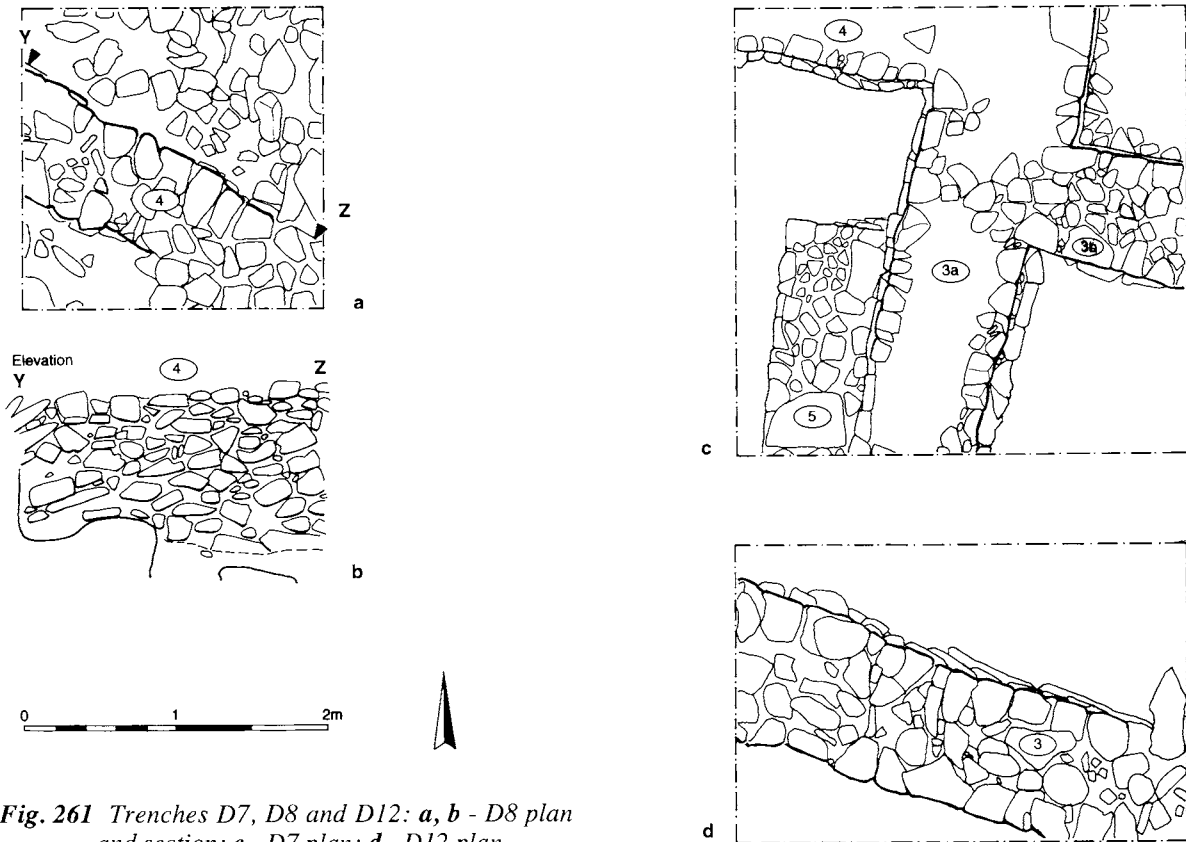 Y
4
Z
a
Elevation
Y
4
Z
b
0 1 2m
4
3a
3b
5
c
3
d
Fig. 261 Trenches D7, D8 and D12: a, b - D8 plan
and section; c - D7 plan; d - D12 plan